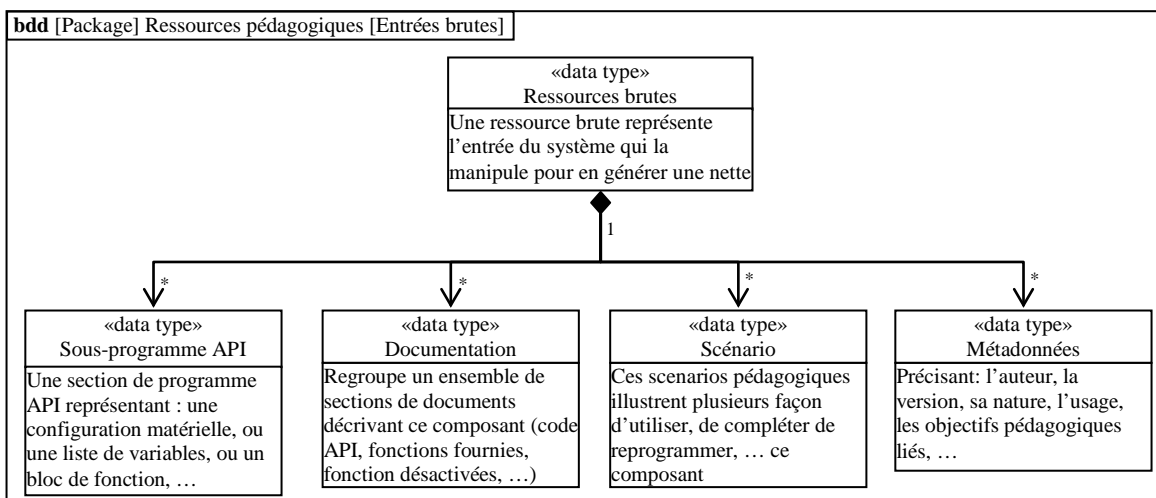 bdd [Package] Ressources pédagogiques [Entrées brutes]
«data type»
Ressources brutes
Une ressource brute représente
l’entrée du système qui la
manipule pour en générer une nette
1
*
*
*
*
«data type»
Sous-programme API
Une section de programme
API représentant : une
configuration matérielle, ou
une liste de variables, ou un
bloc de fonction, …
«data type»
Documentation
Regroupe un ensemble de
sections de documents
décrivant ce composant (code
API, fonctions fournies,
fonction désactivées, …)
«data type»
Scénario
Ces scenarios pédagogiques
illustrent plusieurs façon
d’utiliser, de compléter de
reprogrammer, … ce
composant
«data type»
Métadonnées
Précisant: l’auteur, la
version, sa nature, l’usage,
les objectifs pédagogiques
liés, …